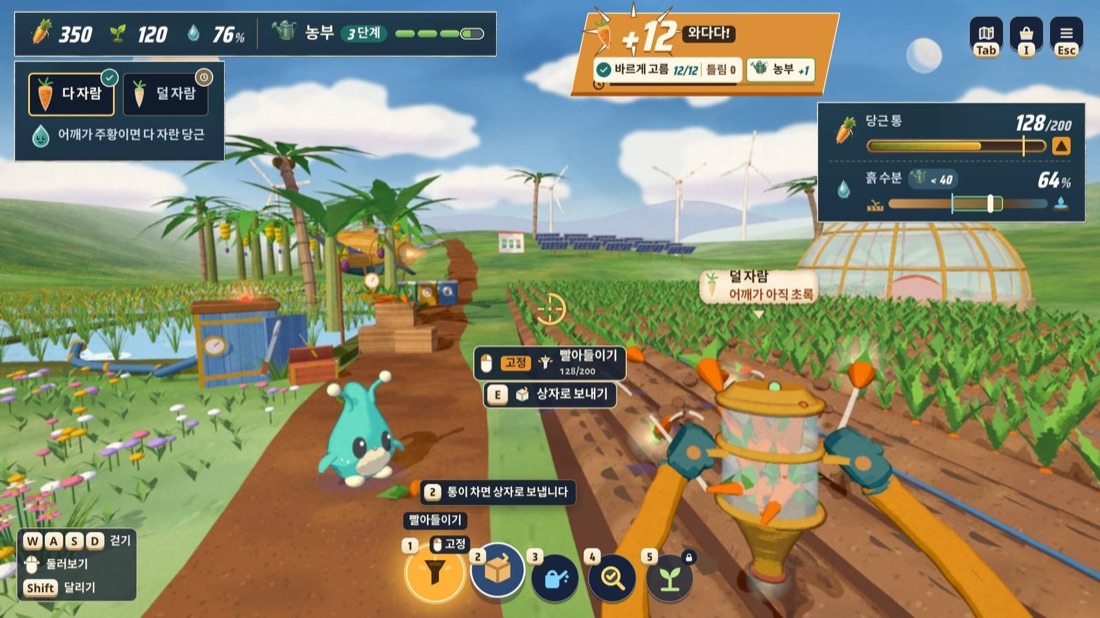 350 120 76% 농부 3단계
+12 와다다!
바르게 고름 12/12 틀림 0 농부 +1
Tab I Esc
다 자람 덜 자람
어깨가 주황이면 다 자란 당근
당근 통 128/200
흙 수분 < 40 64%
덜 자람
어깨가 아직 초록
고정 빨아들이기
128/200
E 상자로 보내기
2 통이 차면 상자로 보냅니다
빨아들이기
1 고정 2 3 4 5
W A S D 걷기
둘러보기
Shift 달리기